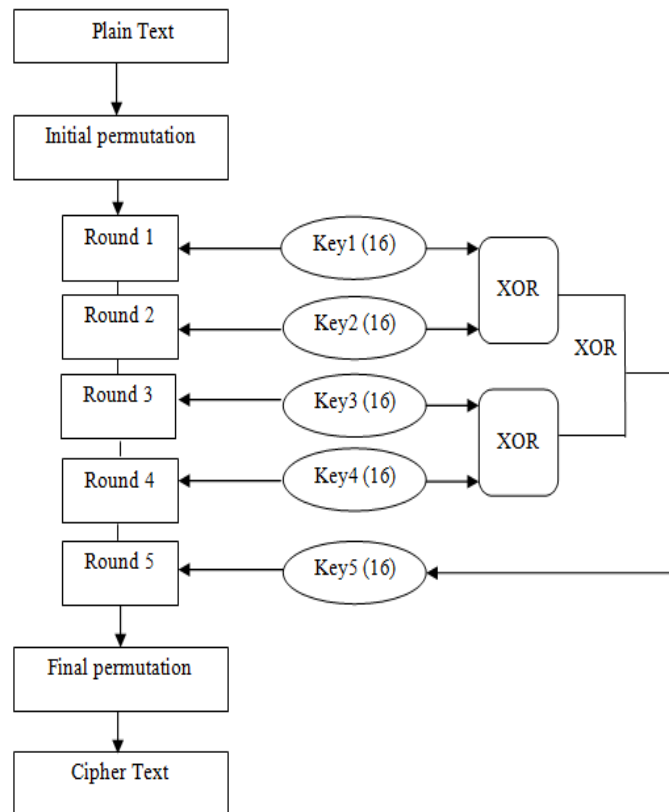 Plain Text
Initial permutation
Round 1
Key1 (16)
XOR
Round 2
Key2 (16)
XOR
Round 3
Key3 (16)
XOR
Round 4
Key4 (16)
Round 5
Key5 (16)
Final permutation
Cipher Text